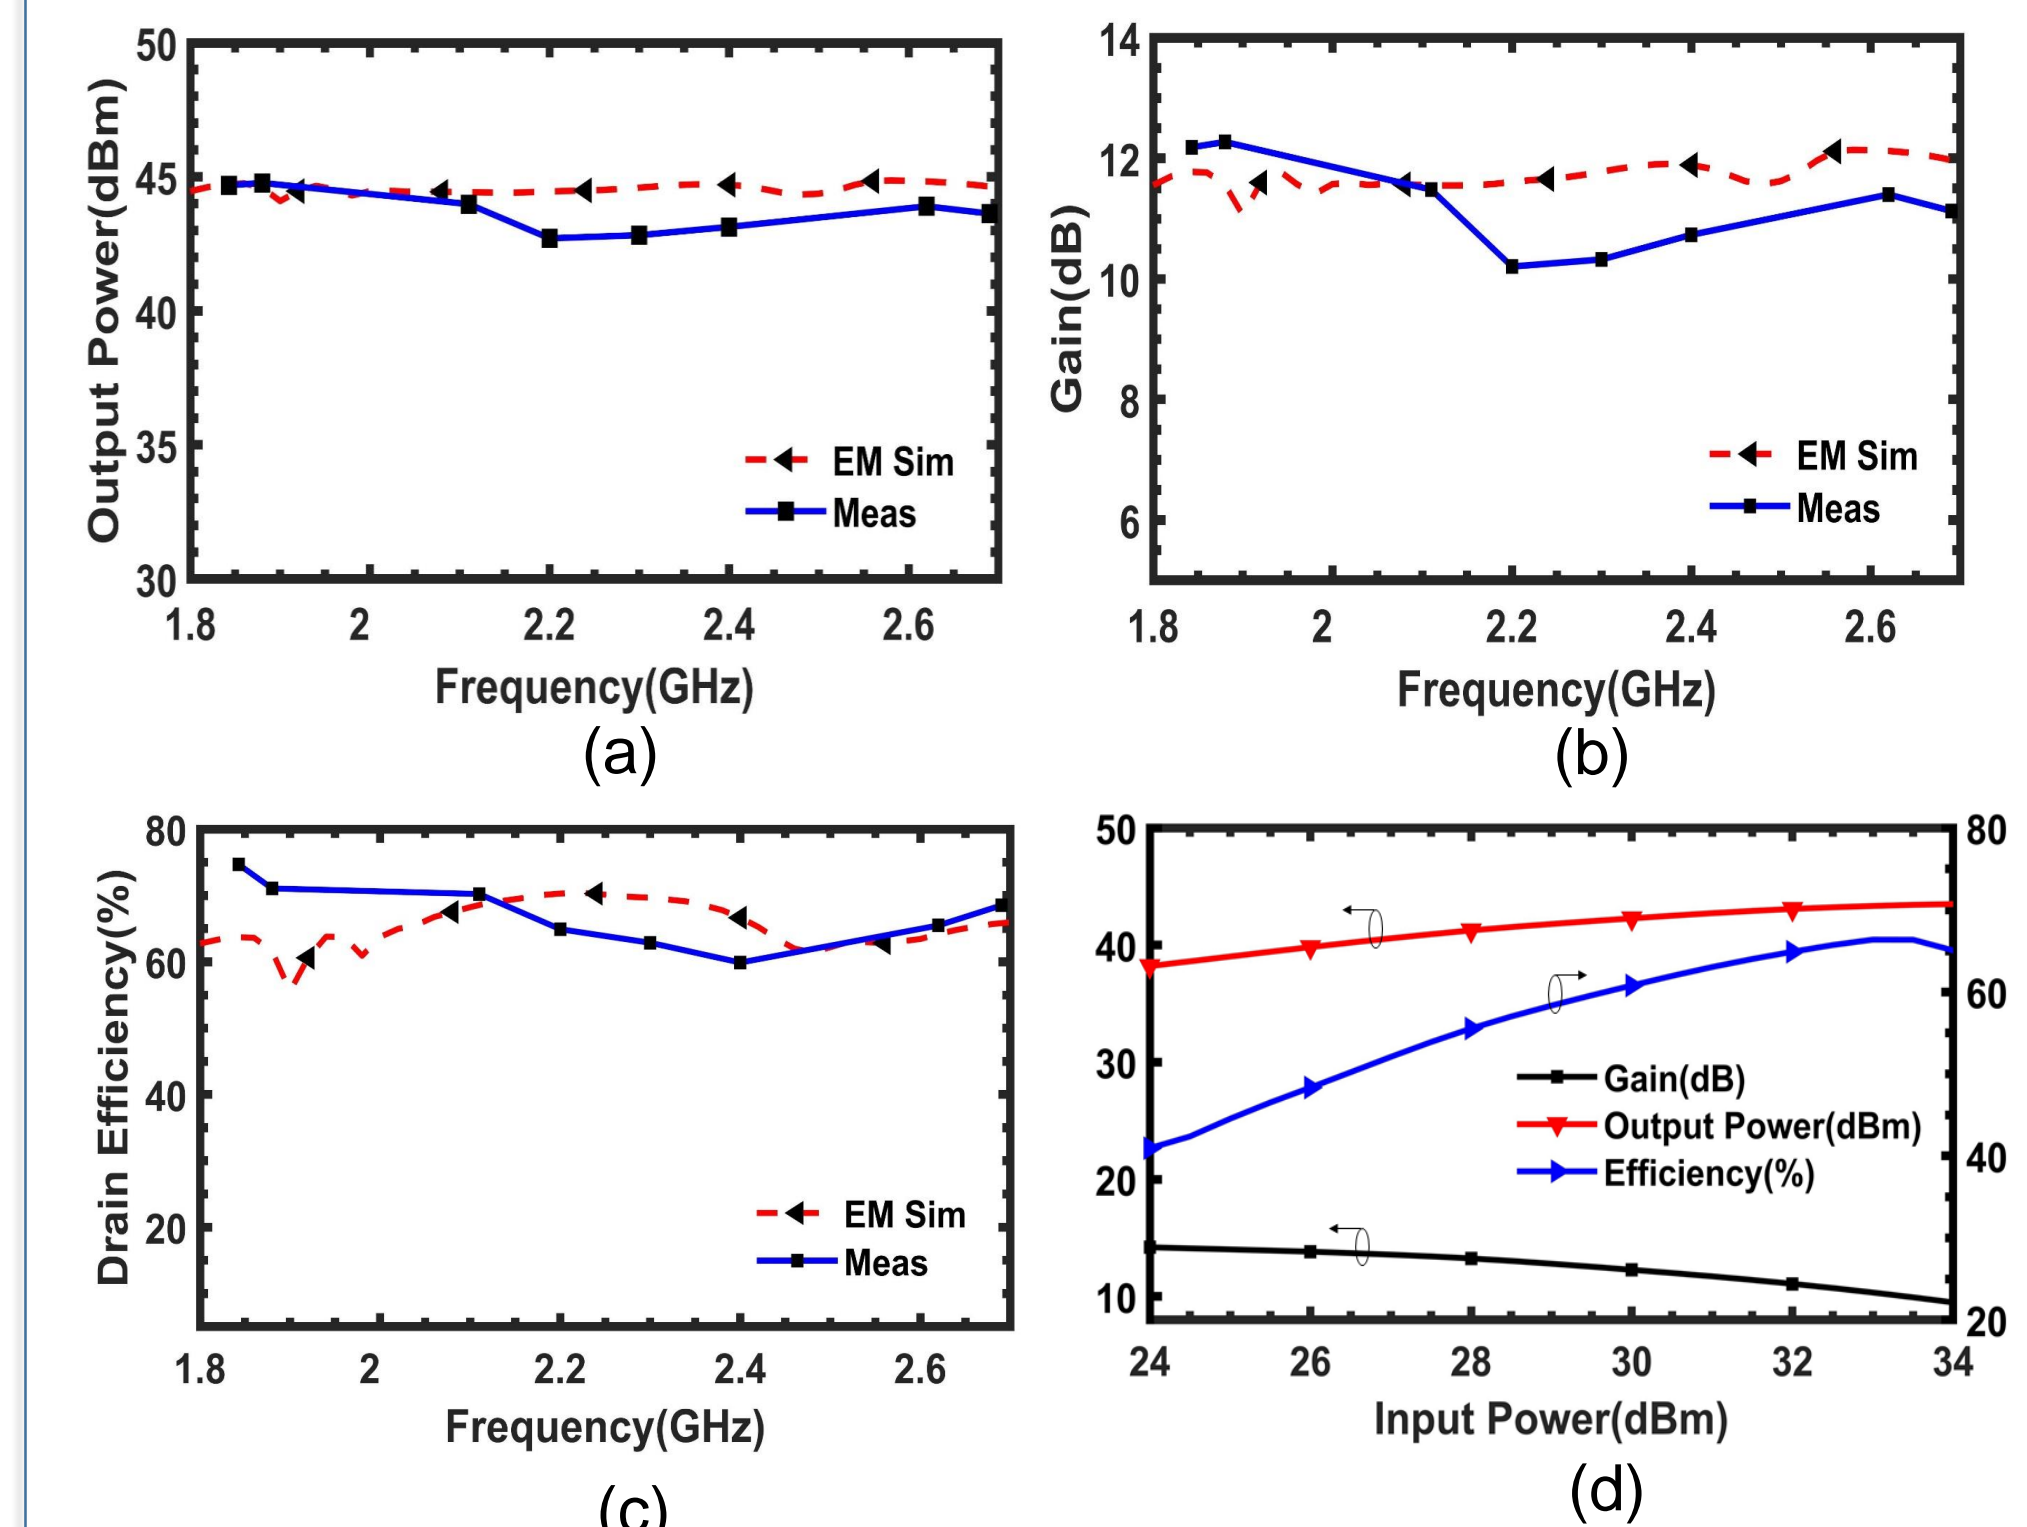 50
45
40
35
30
Output Power(dBm)
EM Sim
Meas
1.8 2 2.2 2.4 2.6
Frequency(GHz)
(a)
14
12
10
8
6
Gain(dB)
EM Sim
Meas
1.8 2 2.2 2.4 2.6
Frequency(GHz)
(b)
80
60
40
20
Drain Efficiency(%)
EM Sim
Meas
1.8 2 2.2 2.4 2.6
Frequency(GHz)
(c)
50
40
30
20
10
80
60
40
20
Gain(dB)
Output Power(dBm)
Efficiency(%)
24 26 28 30 32 34
Input Power(dBm)
(d)